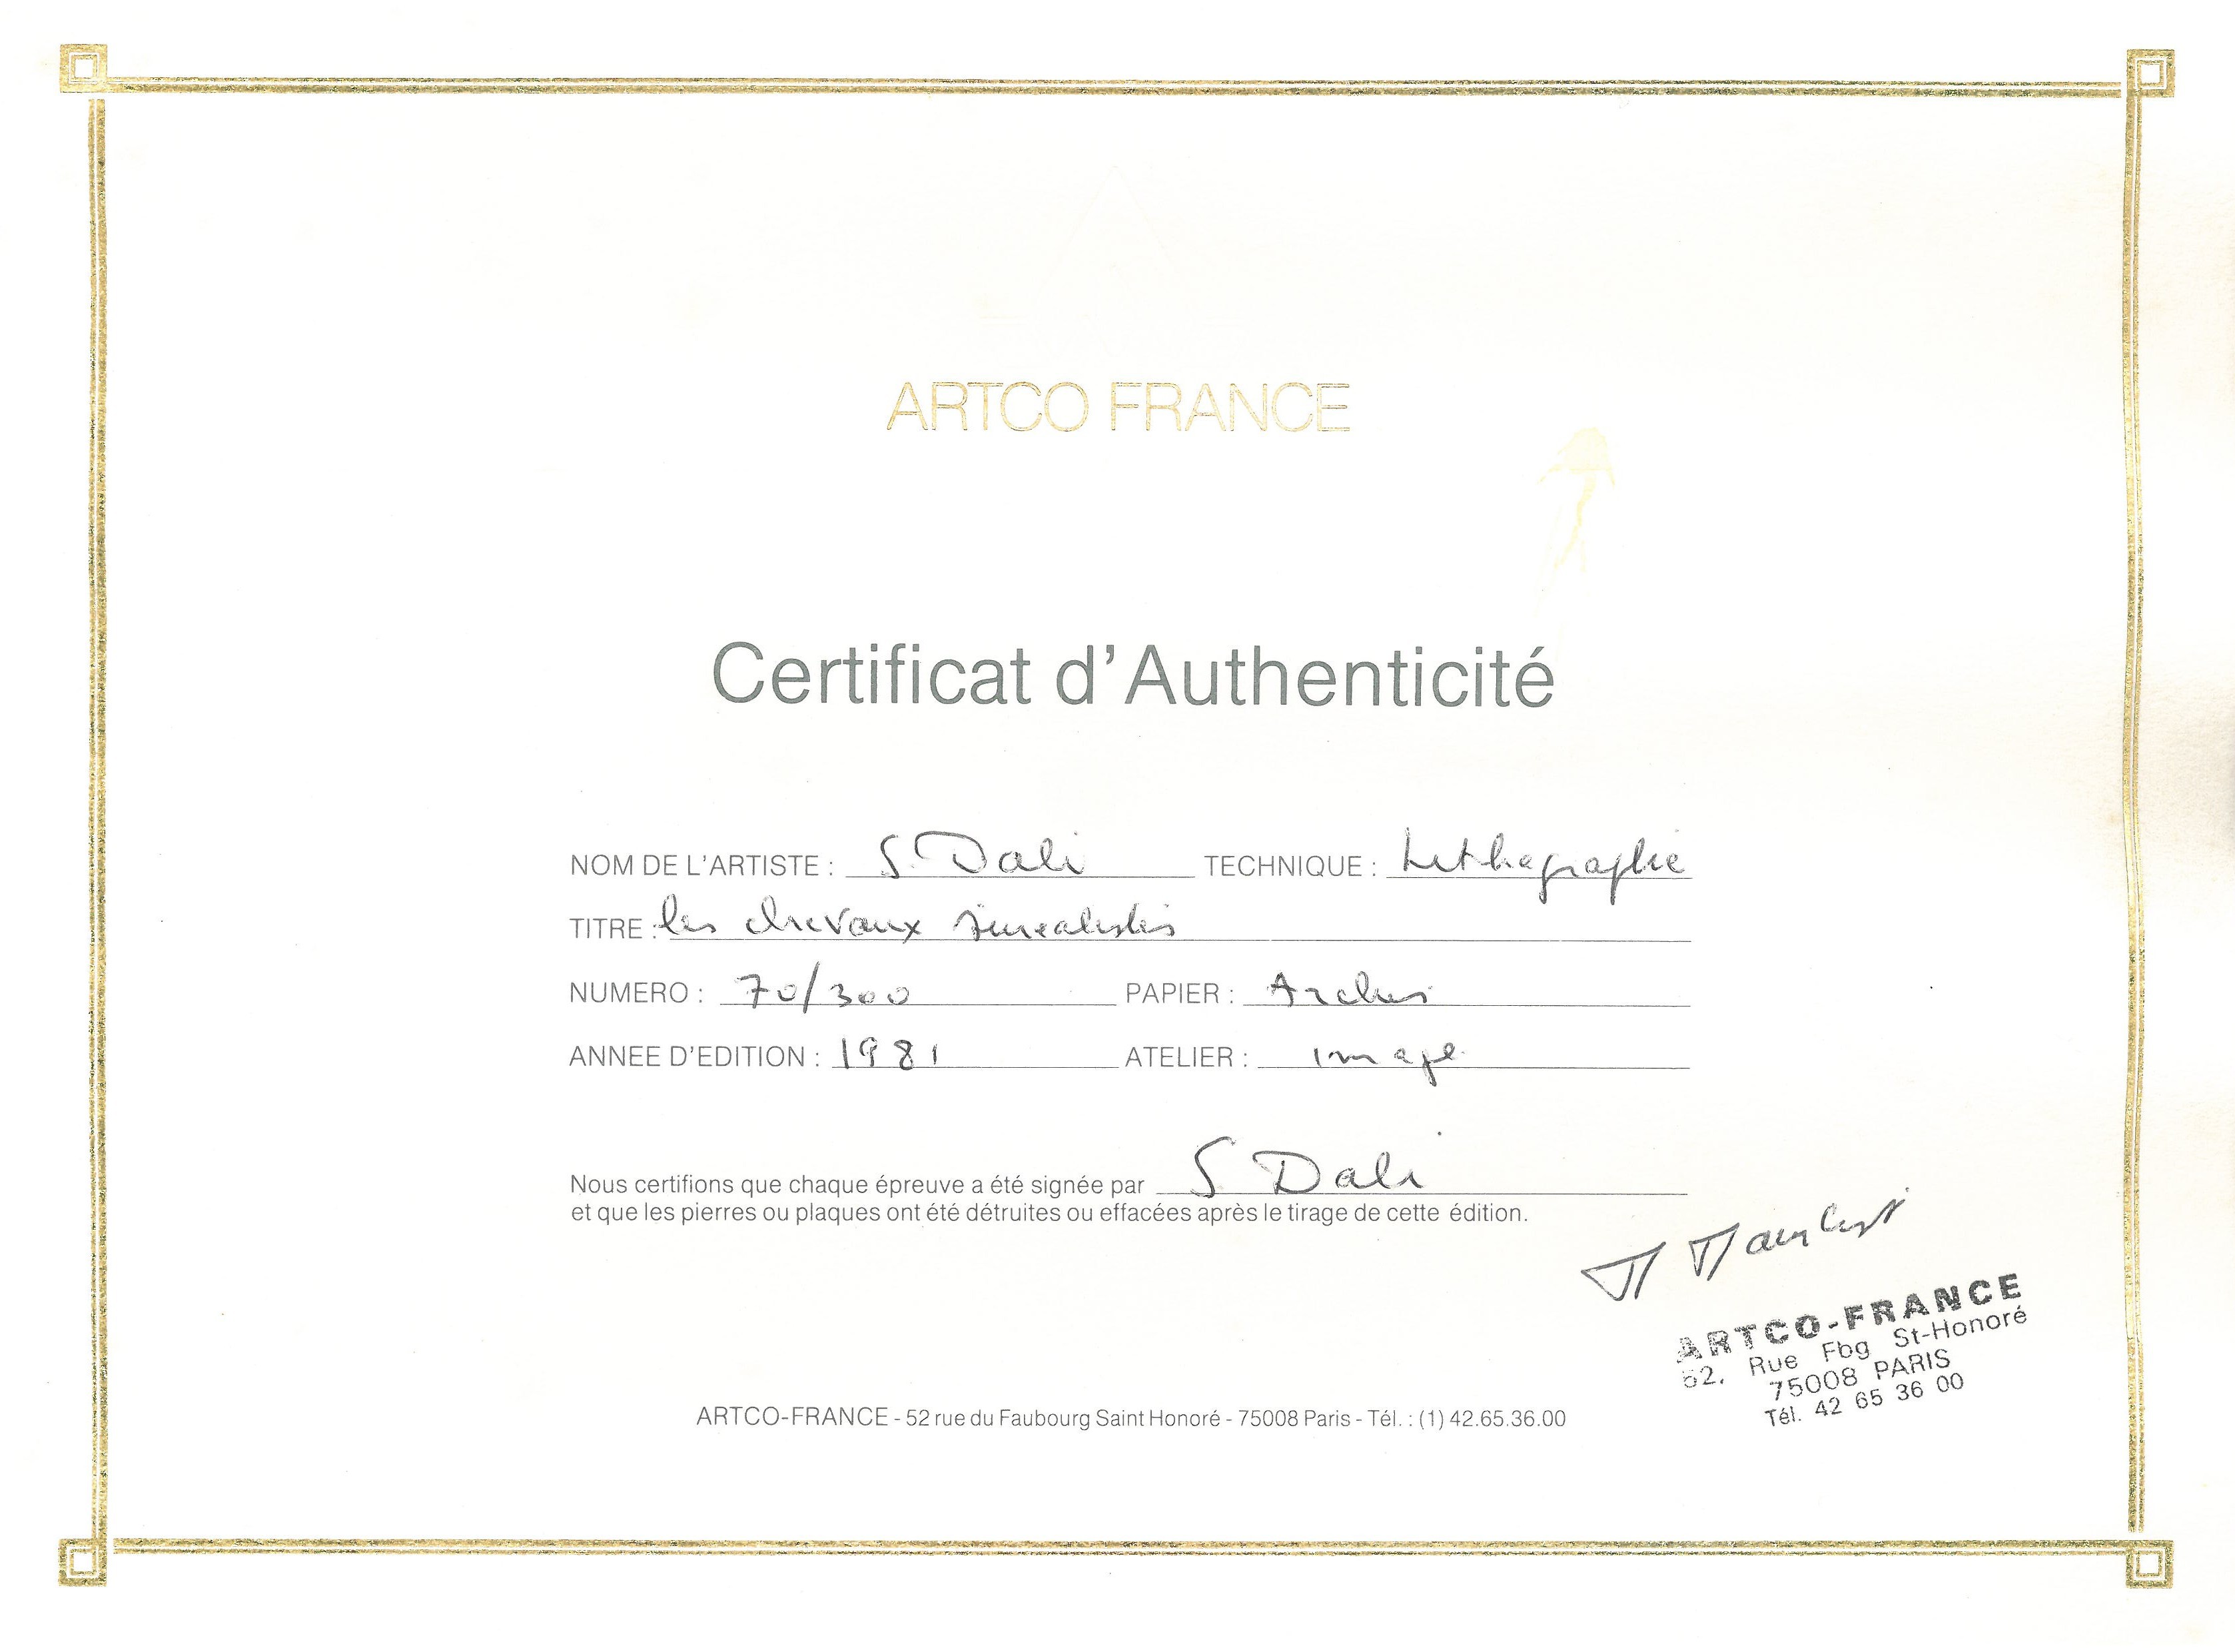 ARTCO FRANCE
Certificat d'Authenticité
NOM DE L'ARTISTE : S. Dali TECHNIQUE : Lithographie
TITRE : les chevaux surealistes
NUMERO : 70/300 PAPIER : Arches
ANNEE D'EDITION : 1981 ATELIER : image
Nous certifions que chaque épreuve a été signée par S Dali
et que les pierres ou plaques ont été détruites ou effacées après le tirage de cette édition.
ARTCO-FRANCE
52, Rue Fbg St-Honoré
75008 PARIS
Tél. 42 65 36 00
ARTCO-FRANCE - 52 rue du Faubourg Saint Honoré - 75008 Paris - Tél. : (1) 42.65.36.00